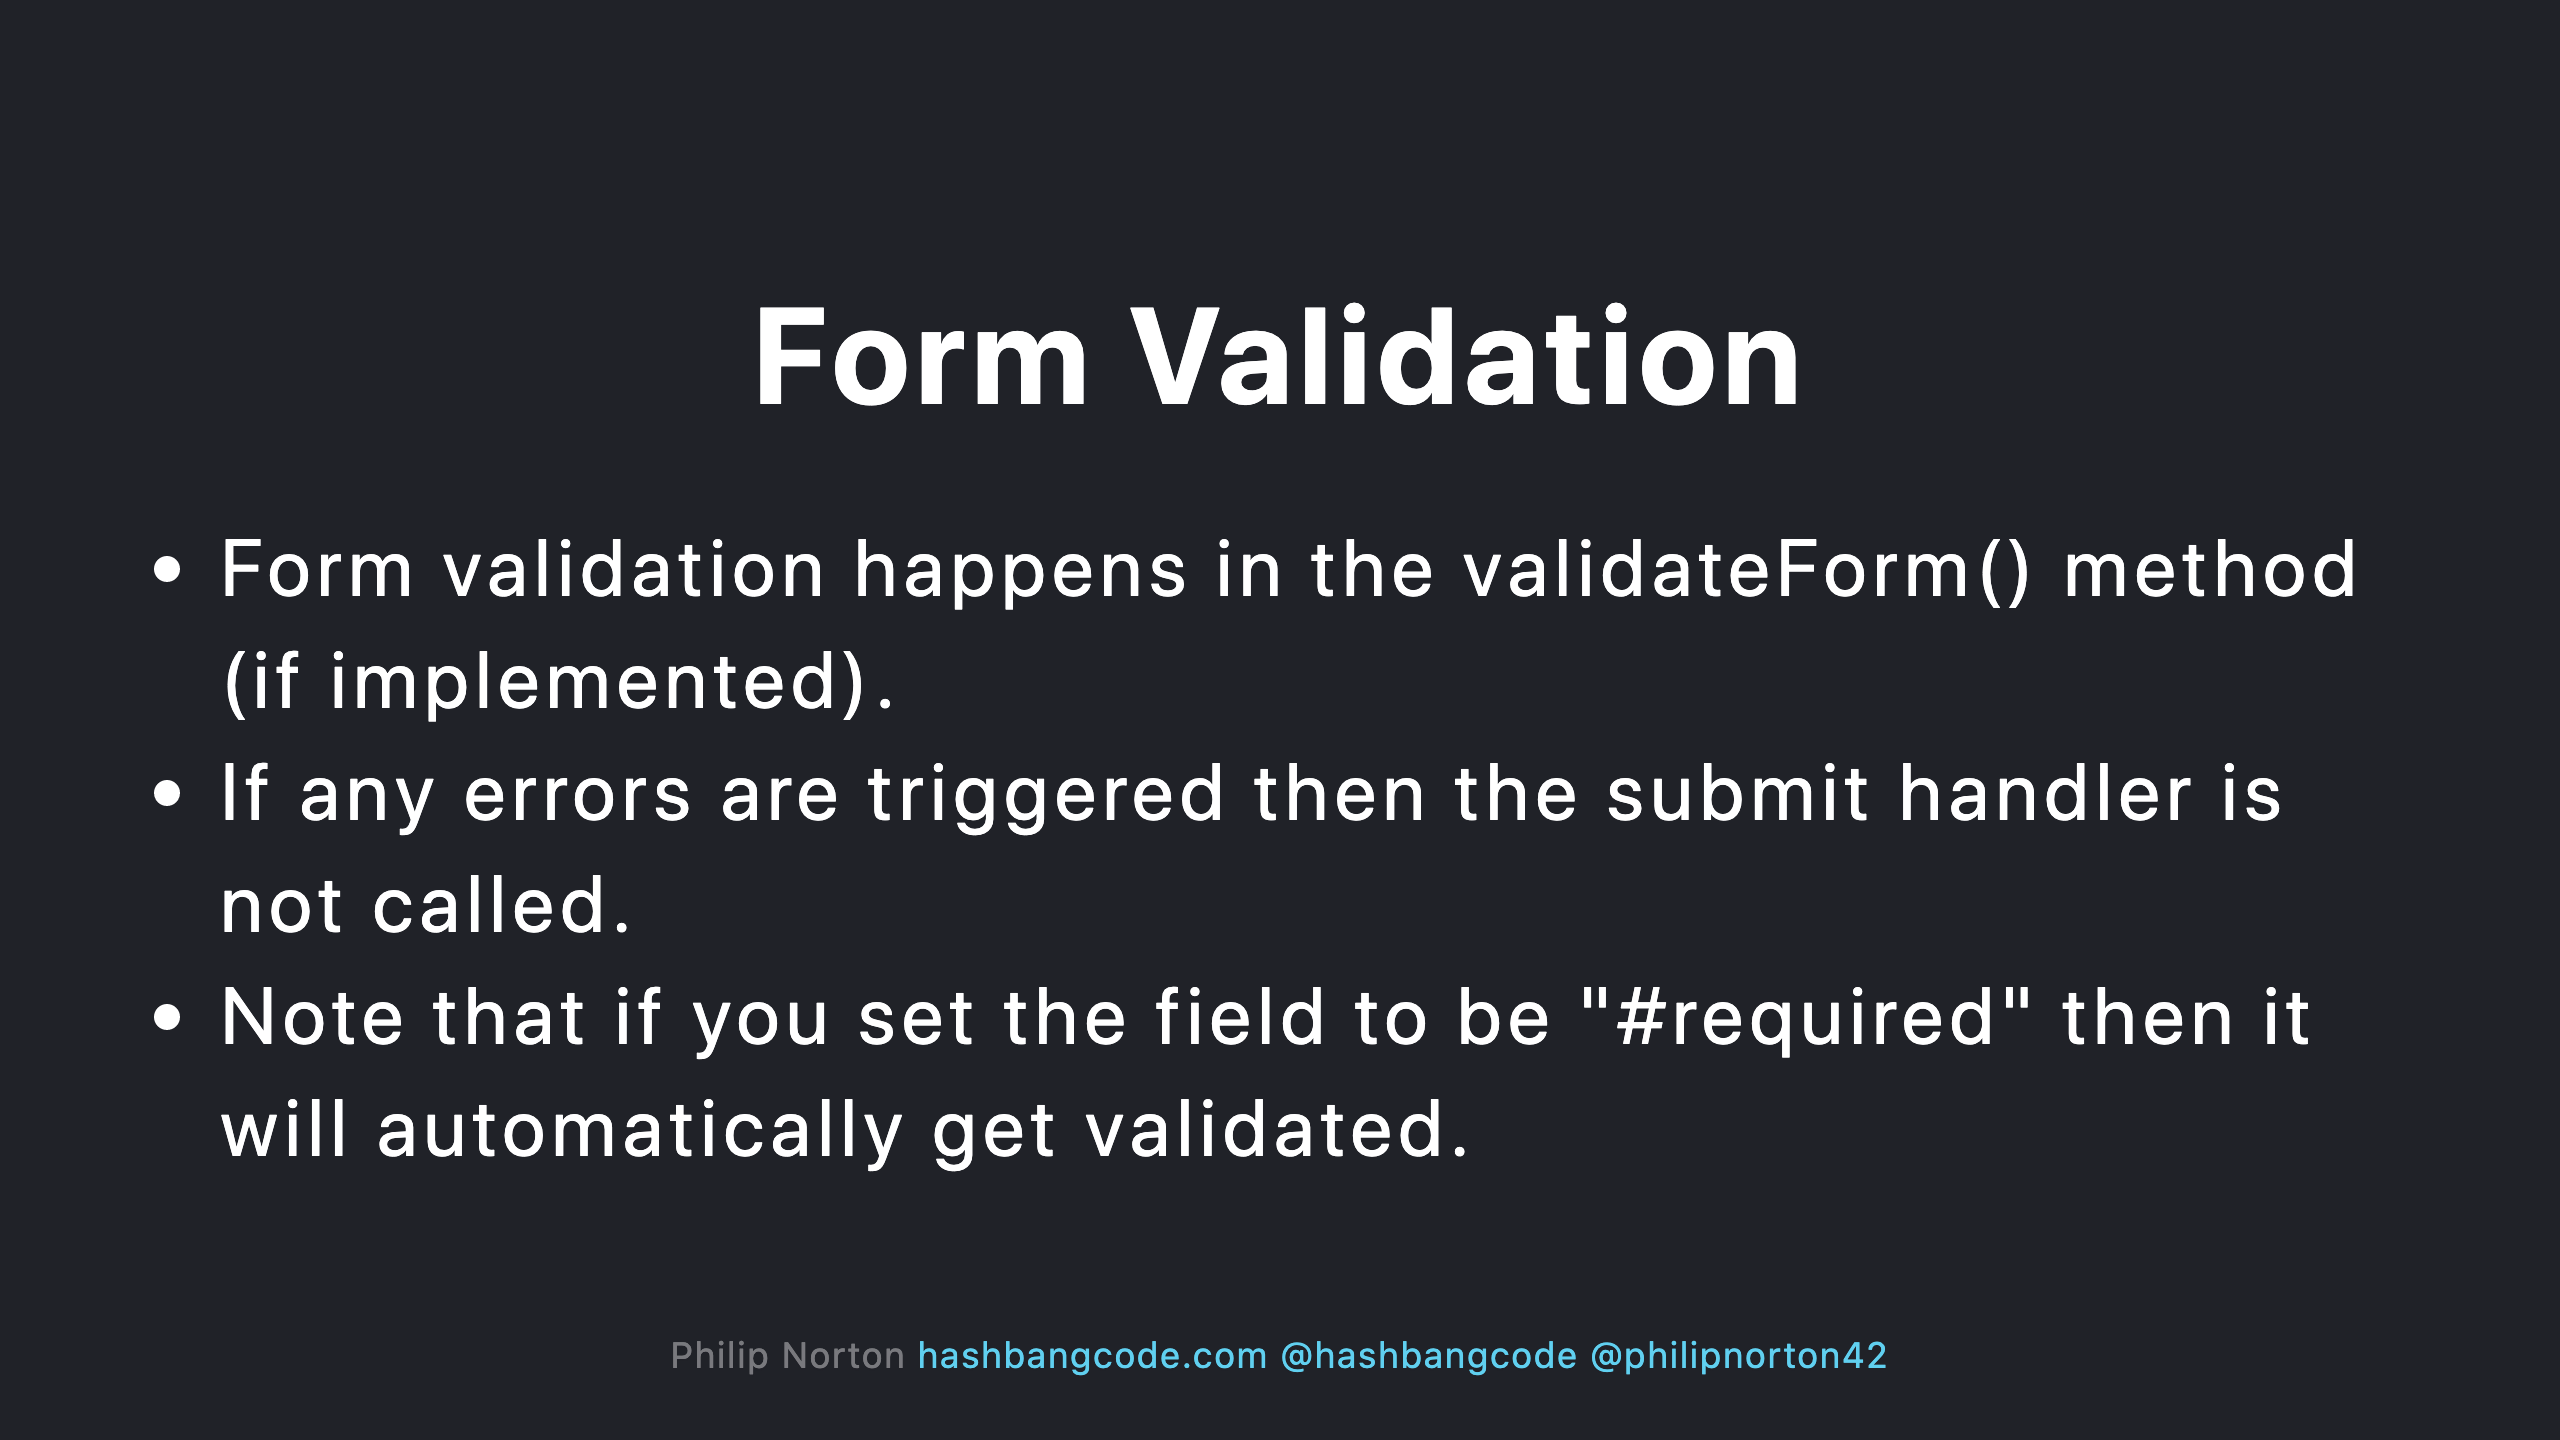 Form Validation
• Form validation happens in the validateForm() method
(if implemented).
• If any errors are triggered then the submit handler is
not called.
• Note that if you set the field to be "#required" then it
will automatically get validated.
Philip Norton hashbangcode.com @hashbangcode @philipnorton42